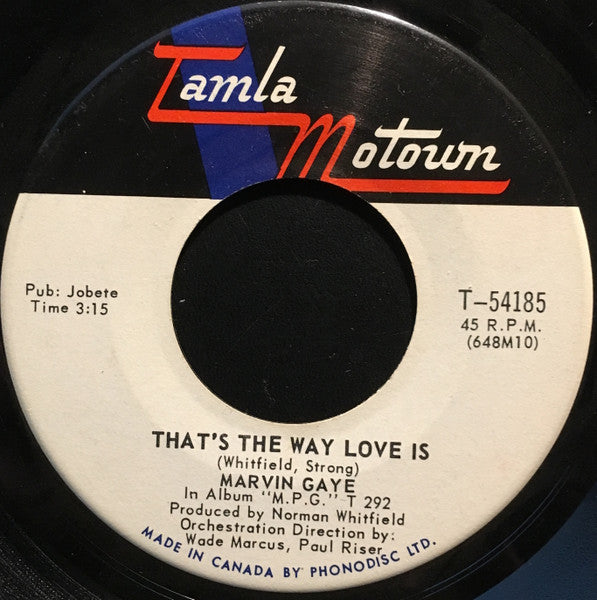 Tamla
Motown
Pub: Jobete
Time 3:15
T-54185
45 R.P.M.
(648M10)
THAT'S THE WAY LOVE IS
(Whitfield, Strong)
MARVIN GAYE
In Album "M.P.G." T 292
Produced by Norman Whitfield
Orchestration Direction by:
Wade Marcus, Paul Riser
MADE IN CANADA BY PHONODISC LTD.